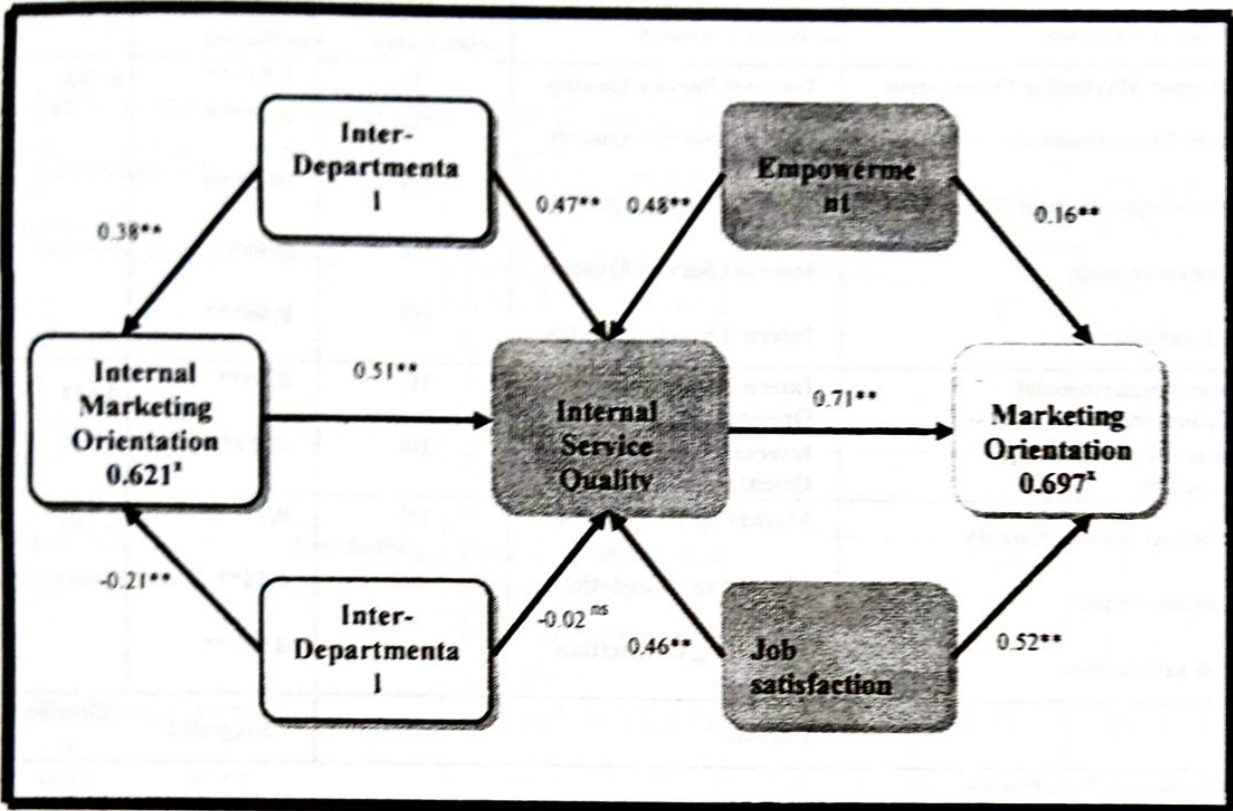 Inter-
Departmenta
l
Empowerme
nt
0.38**
0.47**
0.48**
0.16**
Internal
Marketing
Orientation
0.621ˣ
0.51**
Internal
Service
Quality
0.71**
Marketing
Orientation
0.697ˣ
-0.21**
Inter-
Departmenta
l
-0.02 ⁿˢ
0.46**
Job
satisfaction
0.52**